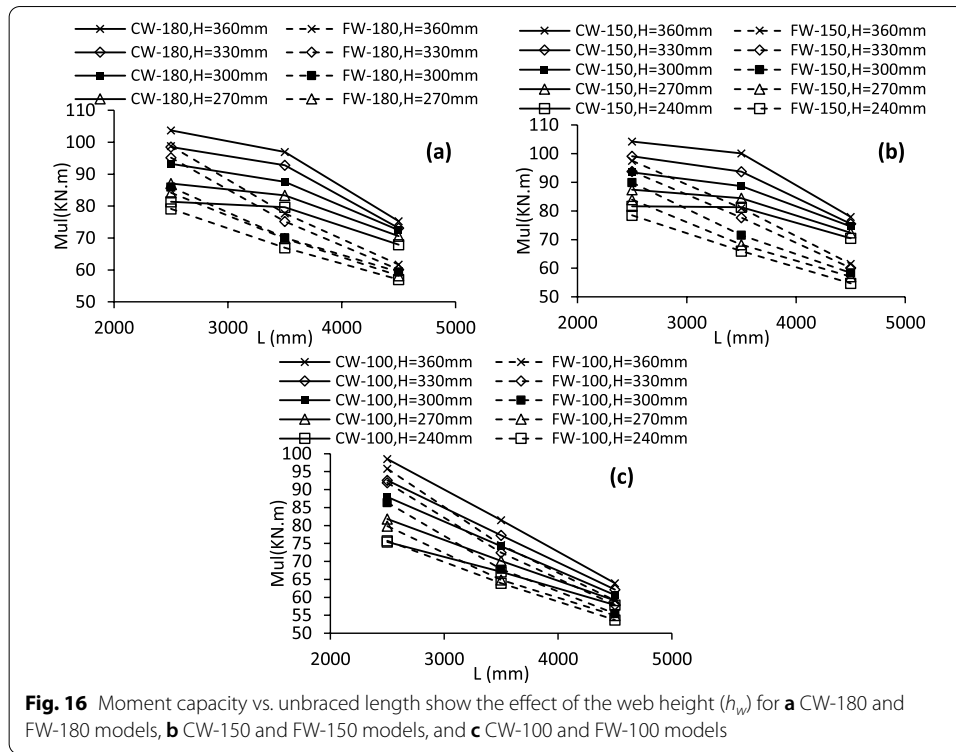 CW-180,H=360mm FW-180,H=360mm
CW-180,H=330mm FW-180,H=330mm
CW-180,H=300mm FW-180,H=300mm
CW-180,H=270mm FW-180,H=270mm
110
100
90
80
70
60
50
Mul(KN.m)
(a)
2000 3000 4000 5000
L (mm)
CW-150,H=360mm FW-150,H=360mm
CW-150,H=330mm FW-150,H=330mm
CW-150,H=300mm FW-150,H=300mm
CW-150,H=270mm FW-150,H=270mm
CW-150,H=240mm FW-150,H=240mm
110
100
90
80
70
60
50
Mul(KN.m)
(b)
2000 3000 4000 5000
L (mm)
CW-100,H=360mm FW-100,H=360mm
CW-100,H=330mm FW-100,H=330mm
CW-100,H=300mm FW-100,H=300mm
CW-100,H=270mm FW-100,H=270mm
CW-100,H=240mm FW-100,H=240mm
100
95
90
85
80
75
70
65
60
55
50
Mul(KN.m)
(c)
2000 3000 4000 5000
L (mm)
Fig. 16 Moment capacity vs. unbraced length show the effect of the web height (h_w) for a CW-180 and
FW-180 models, b CW-150 and FW-150 models, and c CW-100 and FW-100 models